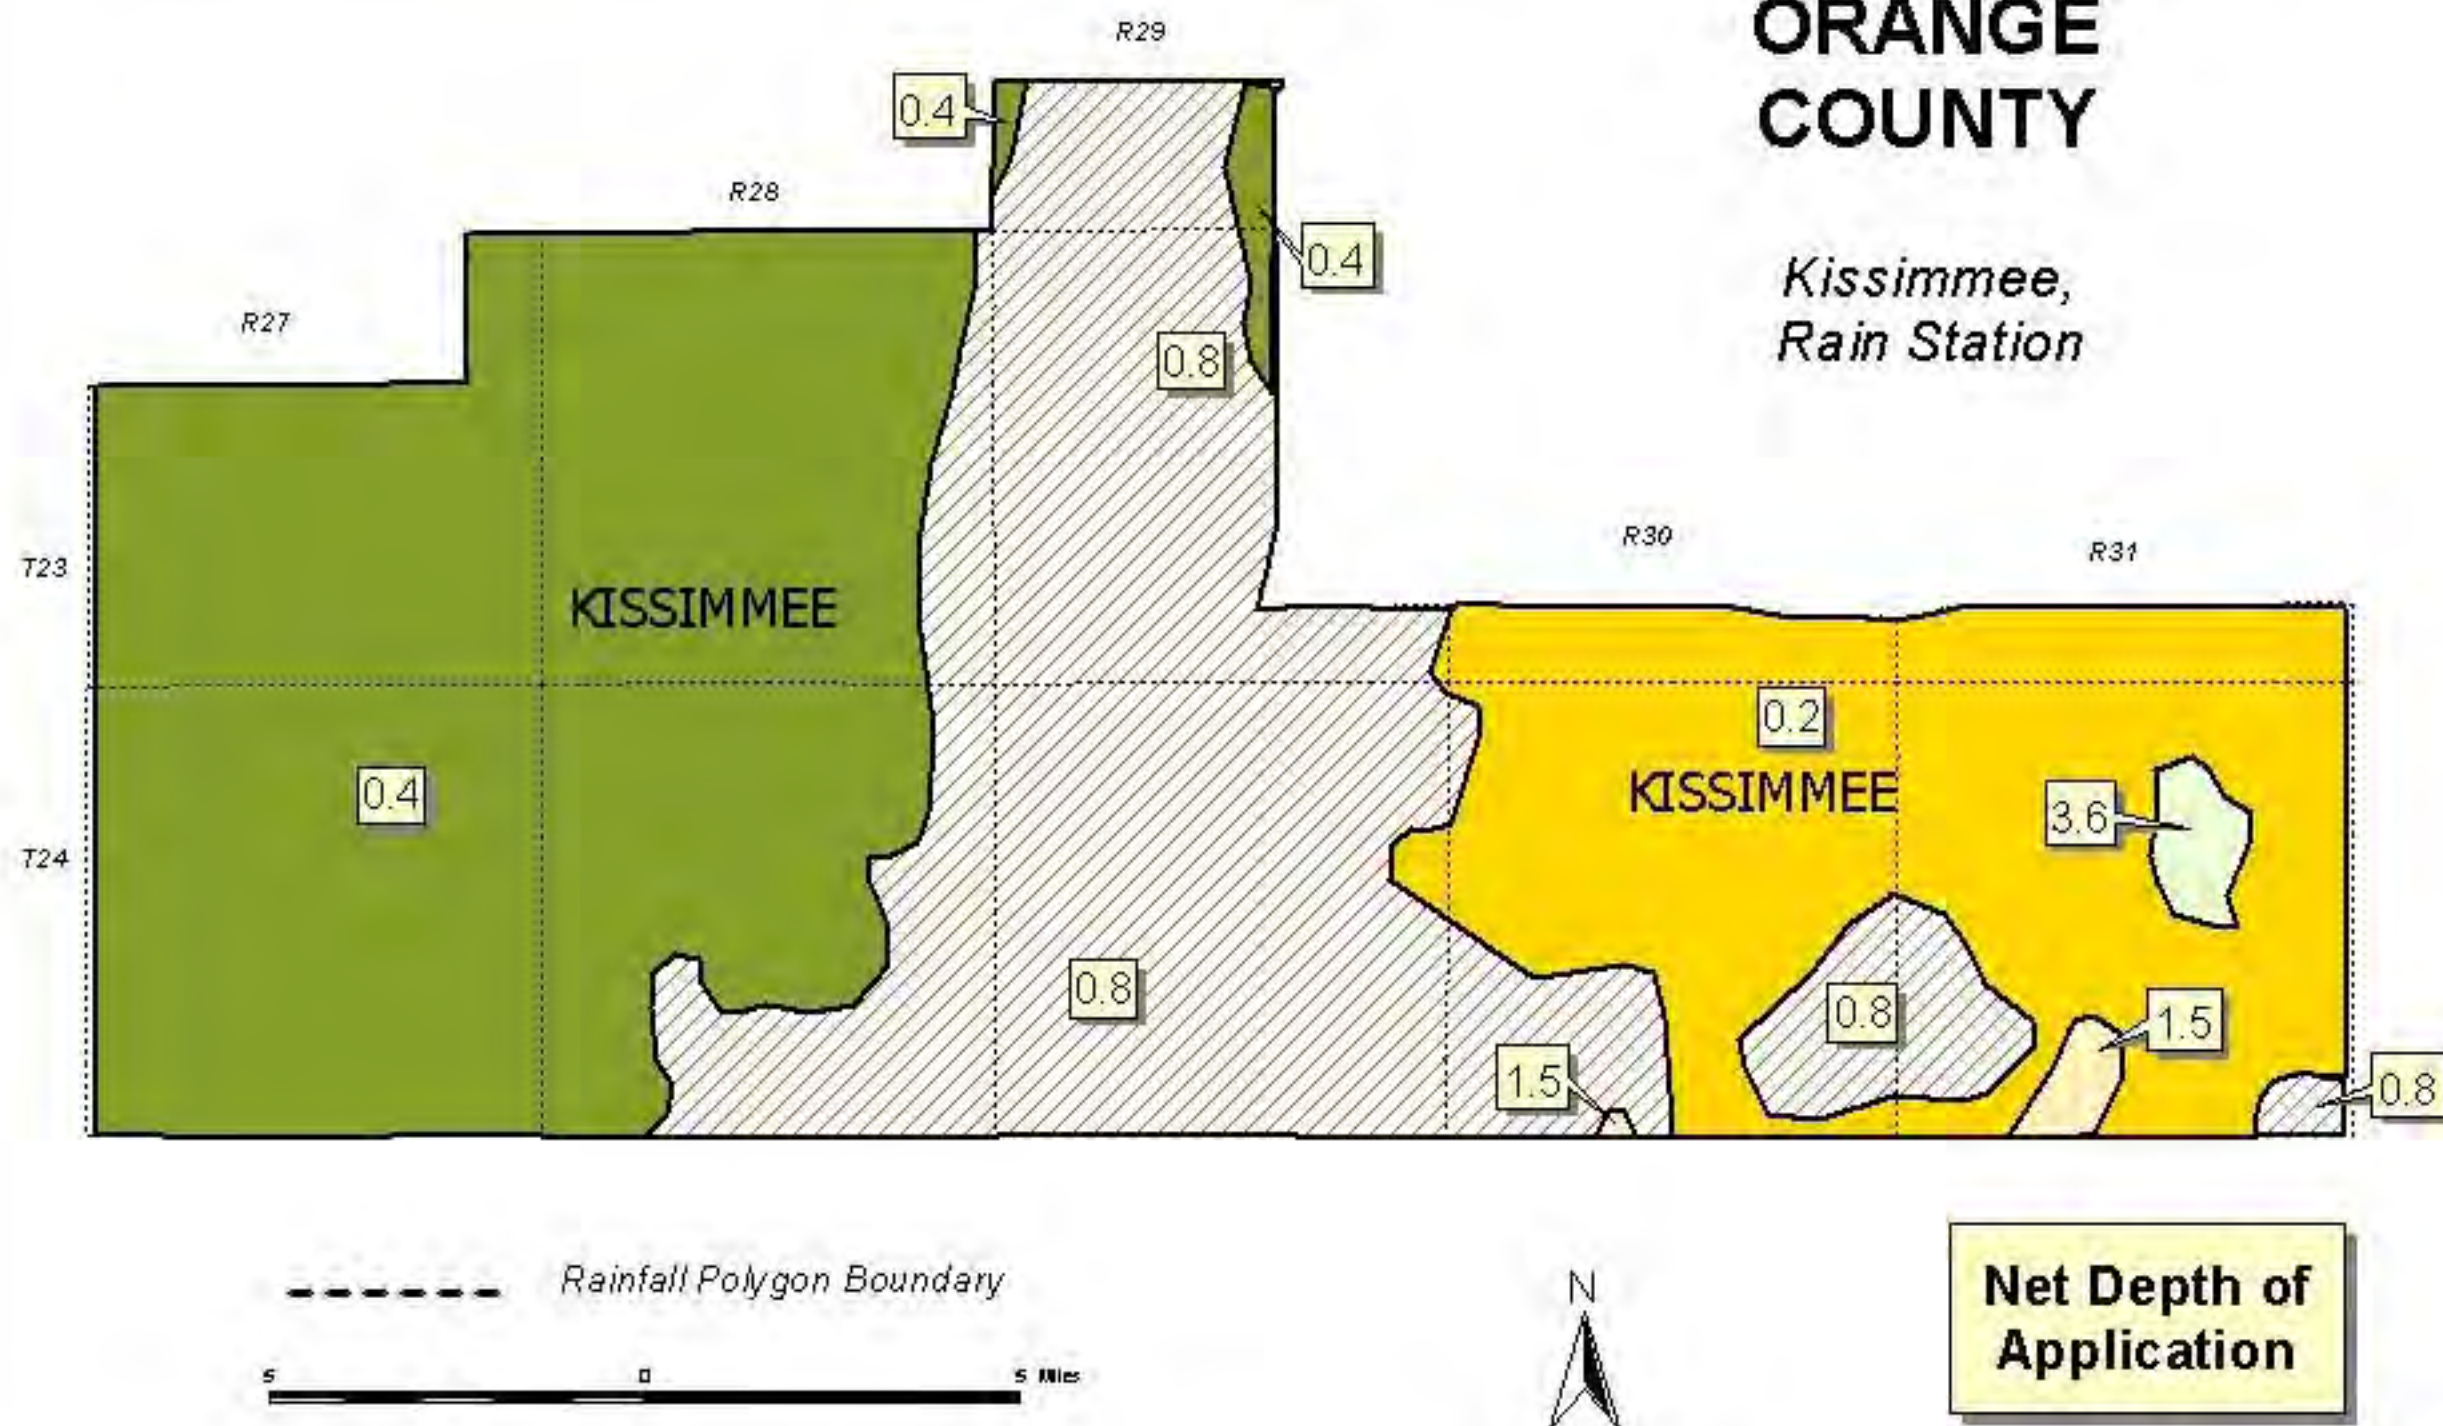 ORANGE
COUNTY
Kissimmee,
Rain Station
R29
0.4
R28
0.4
R27
0.8
R30
R31
T23
KISSIMMEE
0.2
KISSIMMEE
0.4
3.6
T24
0.8
0.8
1.5
1.5
0.8
Rainfall Polygon Boundary
N
Net Depth of
Application
5 0 5 Miles